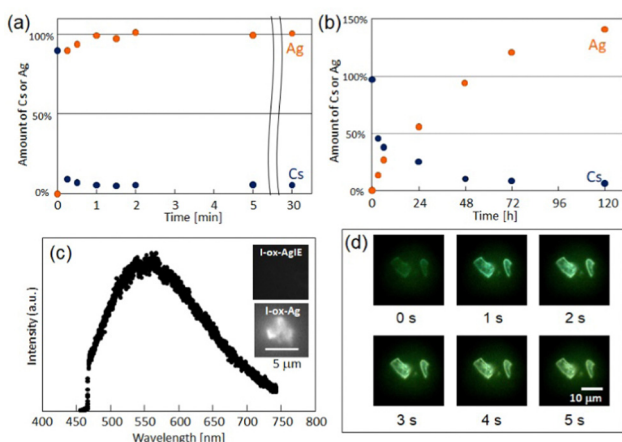 (a)
100%
50%
0%
Amount of Cs or Ag
Ag
Cs
0 1 2 5 30
Time [min]
(b)
150%
100%
50%
0%
Amount of Cs or Ag
Ag
Cs
0 24 48 72 96 120
Time [h]
(c)
Intensity (a.u.)
I-ox-AgIE
I-ox-Ag
5 μm
400 450 500 550 600 650 700 750 800
Wavelength [nm]
(d)
0 s 1 s 2 s
10 μm
3 s 4 s 5 s